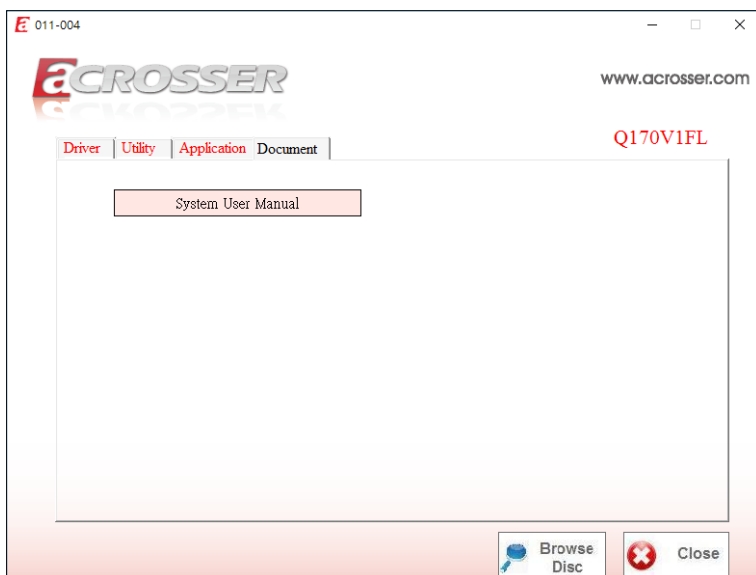 011-004
acrosser
www.acrosser.com
Q170V1FL
Driver Utility Application Document
System User Manual
Browse
Disc
Close